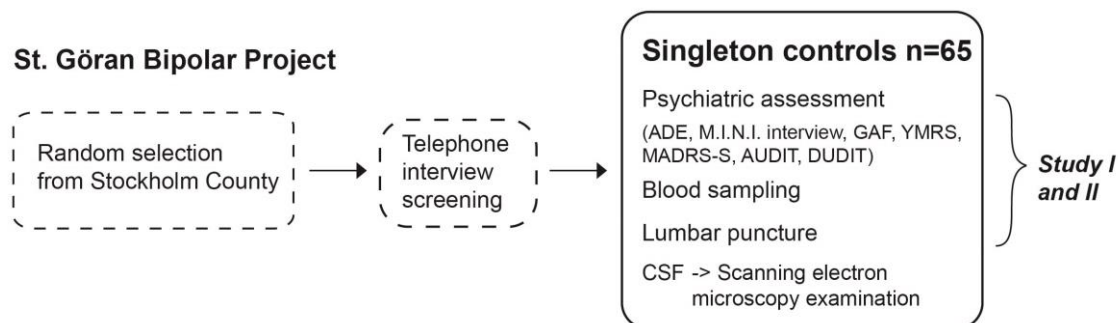 St. Göran Bipolar Project
Random selection
from Stockholm County
Telephone
interview
screening
Singleton controls n=65
Psychiatric assessment
(ADE, M.I.N.I. interview, GAF, YMRS,
MADRS-S, AUDIT, DUDIT)
Blood sampling
Lumbar puncture
CSF -> Scanning electron
microscopy examination
Study I
and II